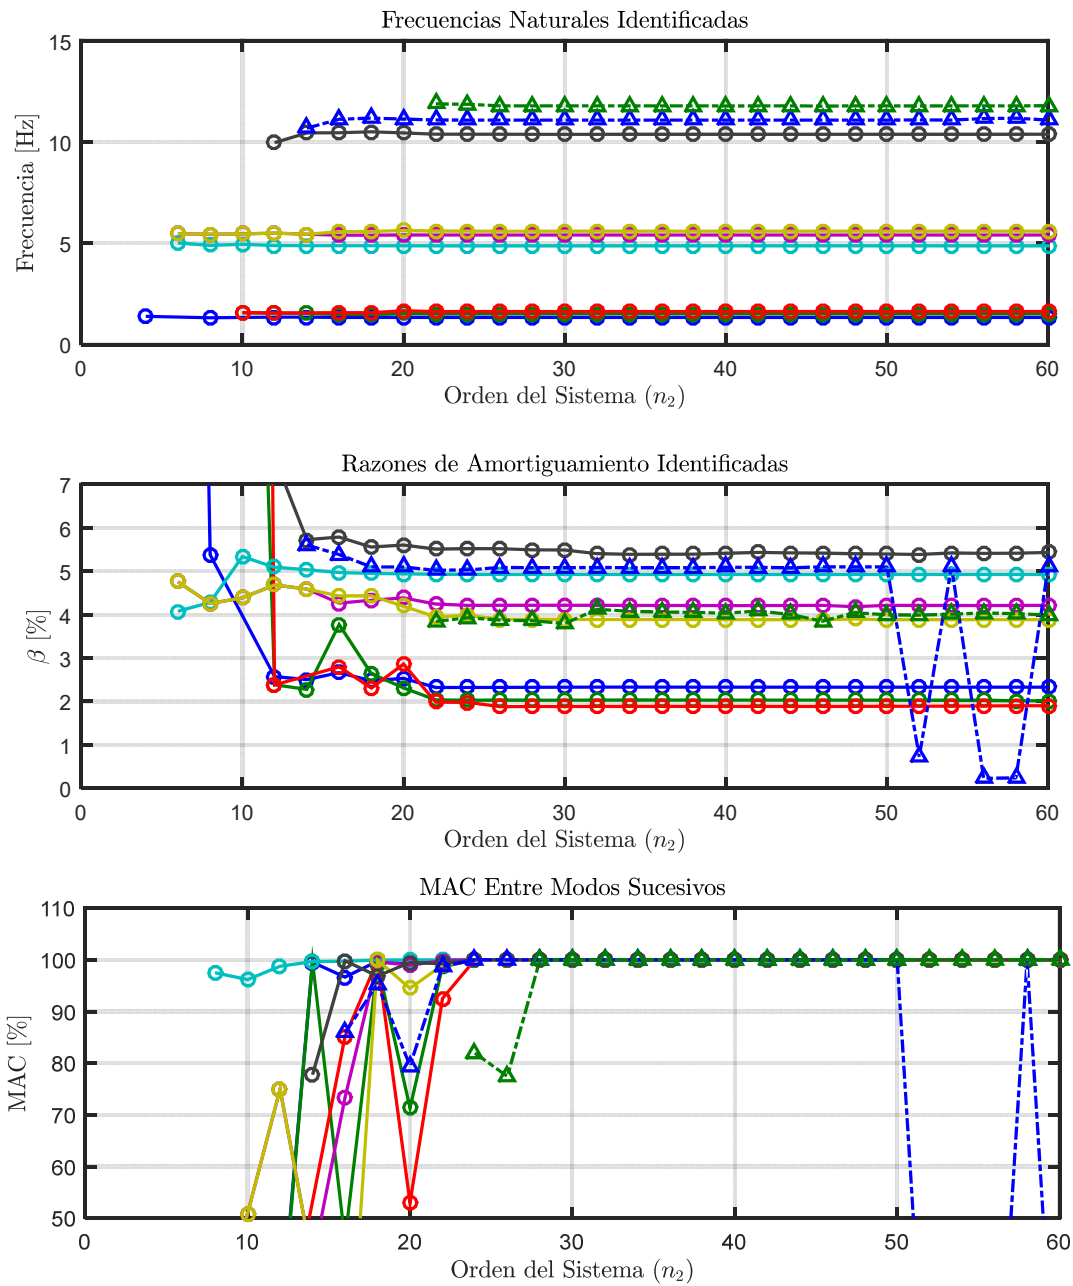 Frecuencias Naturales Identificadas
15
10
5
0
Frecuencia [Hz]
0 10 20 30 40 50 60
Orden del Sistema (n₂)
Razones de Amortiguamiento Identificadas
7
6
5
4
3
2
1
0
β [%]
0 10 20 30 40 50 60
Orden del Sistema (n₂)
MAC Entre Modos Sucesivos
110
100
90
80
70
60
50
MAC [%]
0 10 20 30 40 50 60
Orden del Sistema (n₂)